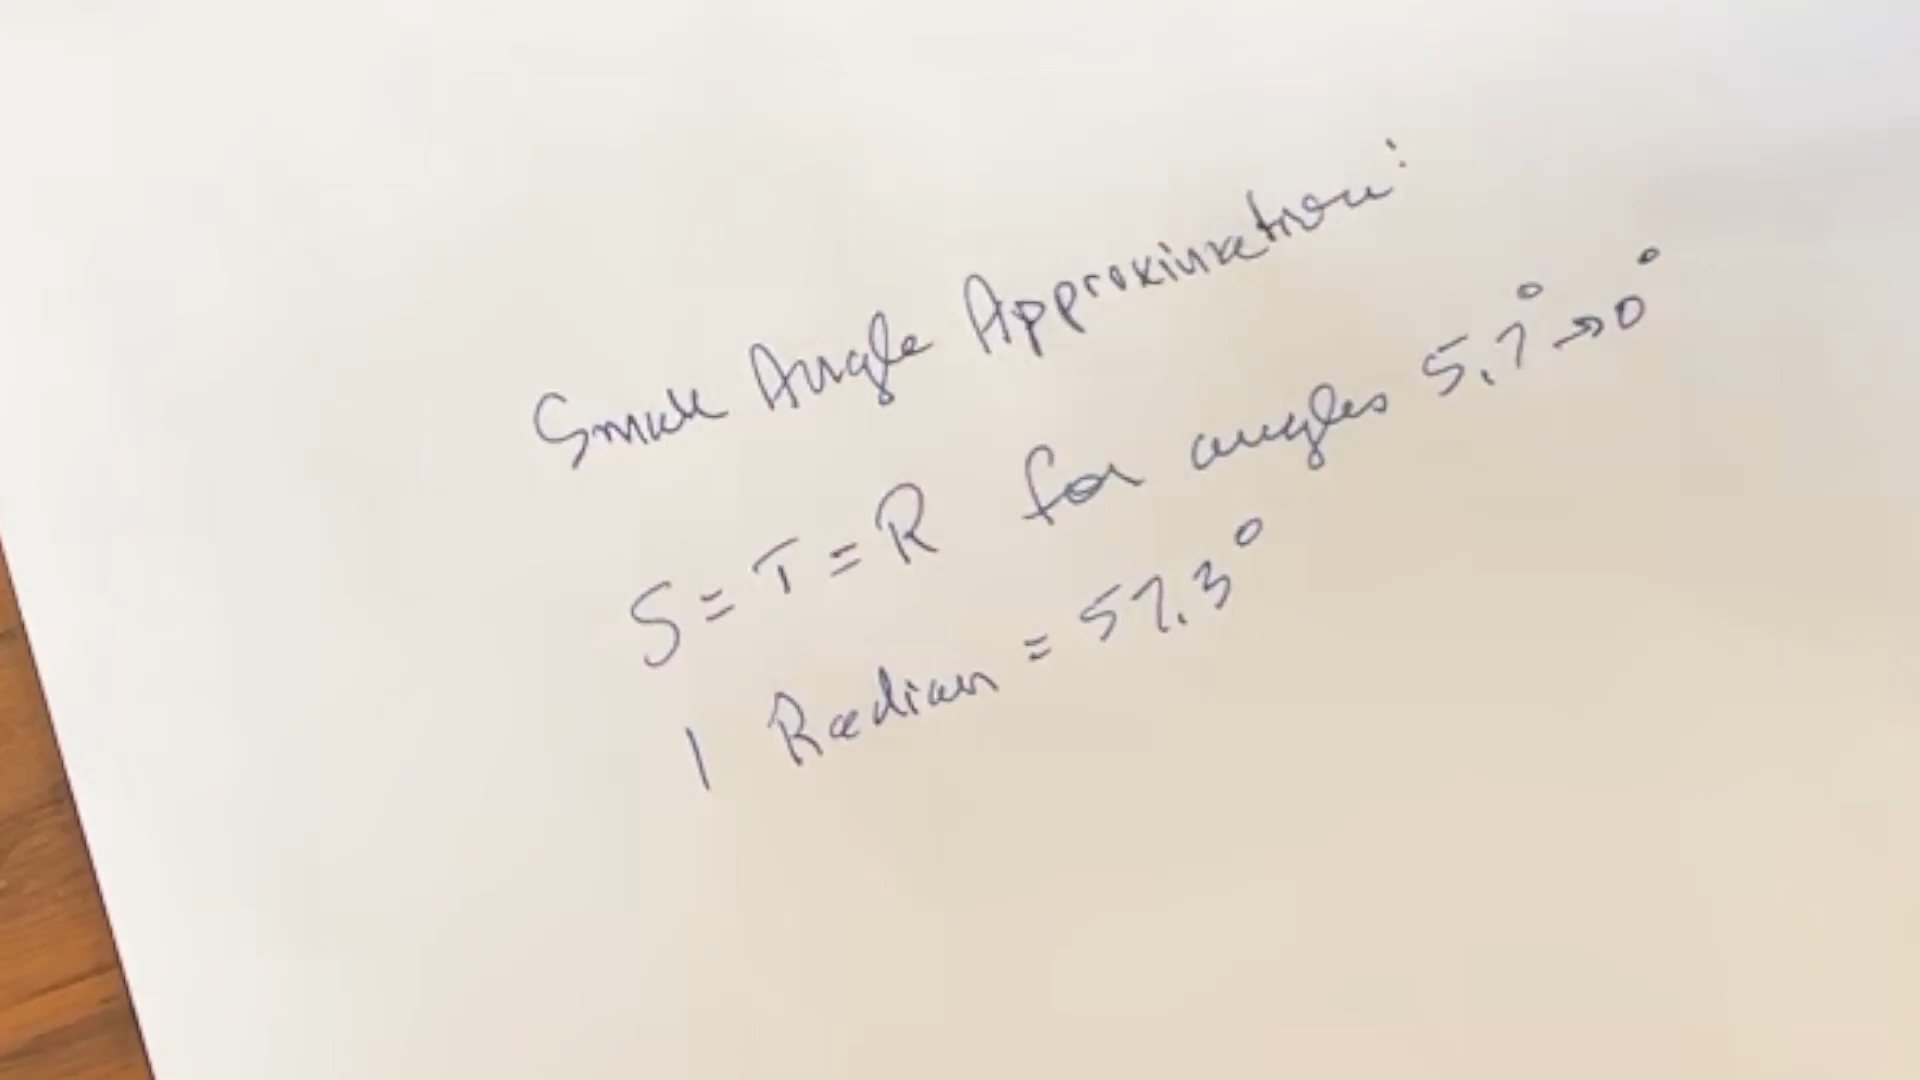 Small Angle Approximation:
S = T = R for angles 5.7° → 0°
1 Radian = 57.3°